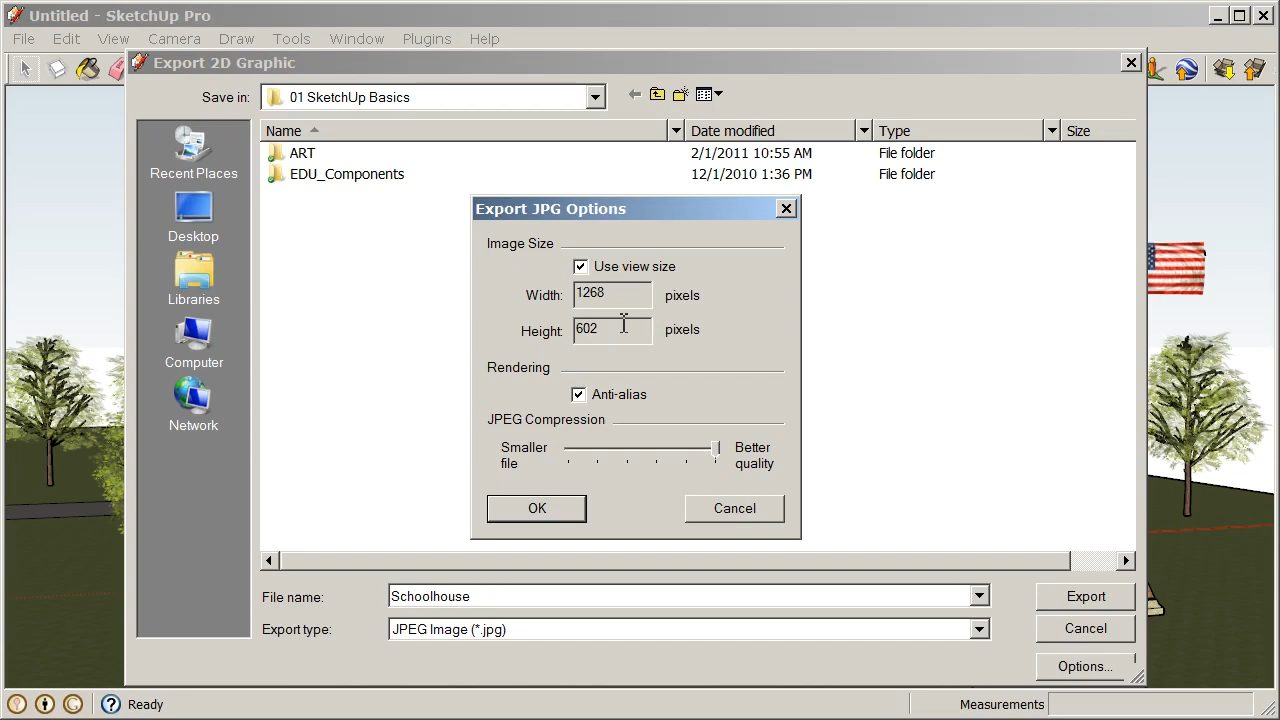 Untitled - SketchUp Pro
File Edit View Camera Draw Tools Window Plugins Help
Export 2D Graphic
Save in: 01 SketchUp Basics
Name Date modified Type Size
ART 2/1/2011 10:55 AM File folder
EDU_Components 12/1/2010 1:36 PM File folder
Recent Places
Desktop
Libraries
Computer
Network
Export JPG Options
Image Size
Use view size
Width: 1268 pixels
Height: 602 pixels
Rendering
Anti-alias
JPEG Compression
Smaller file Better quality
OK Cancel
File name: Schoolhouse Export
Export type: JPEG Image (*.jpg) Cancel
Options...
Ready Measurements